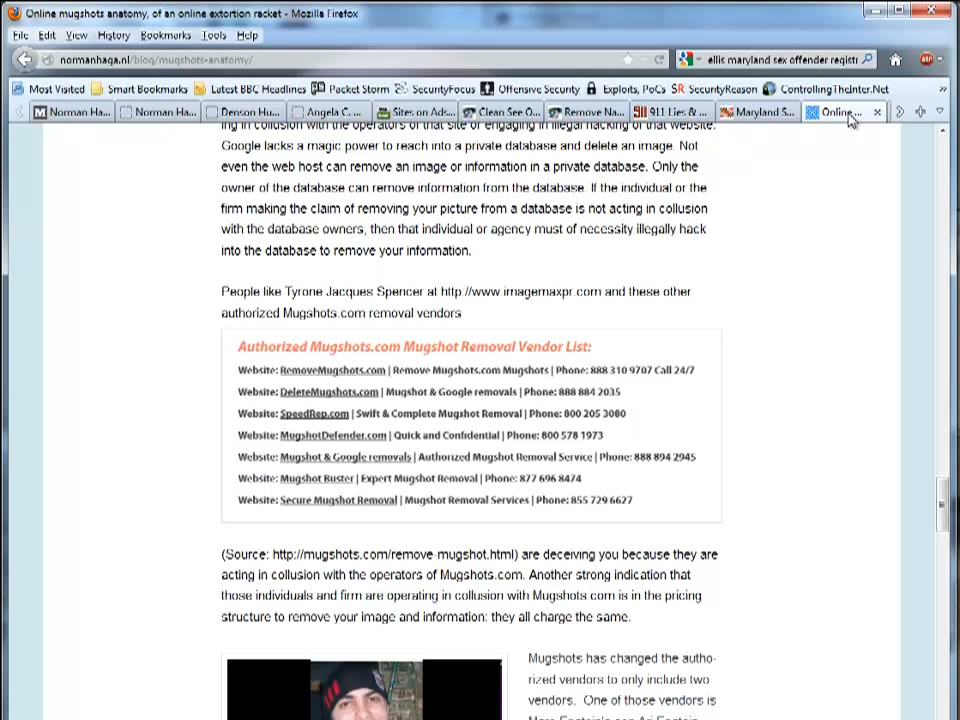 Online mugshots anatomy, of an online extortion racket - Mozilla Firefox
File Edit View History Bookmarks Tools Help
normanhaga.nl/blog/mugshots-anatomy/
ellis maryland sex offender registr
Most Visited Smart Bookmarks Latest BBC Headlines Packet Storm SecurityFocus Offensive Security Exploits, PoCs SecurityReason ControllingTheInter.Net
Norman Ha... Norman Ha... Denson Hu... Angela C. ... Sites on Ads... Clean See O... Remove Na... 911 Lies & ... Maryland S... Online ...
ing in collusion with the operators of that site or engaging in illegal hacking of that website.
Google lacks a magic power to reach into a private database and delete an image. Not
even the web host can remove an image or information in a private database. Only the
owner of the database can remove information from the database. If the individual or the
firm making the claim of removing your picture from a database is not acting in collusion
with the database owners, then that individual or agency must of necessity illegally hack
into the database to remove your information.
People like Tyrone Jacques Spencer at http://www.imagemaxpr.com and these other
authorized Mugshots.com removal vendors
Authorized Mugshots.com Mugshot Removal Vendor List:
Website: RemoveMugshots.com | Remove Mugshots.com Mugshots | Phone: 888 310 9707 Call 24/7
Website: DeleteMugshots.com | Mugshot & Google removals | Phone: 888 884 2035
Website: SpeedRep.com | Swift & Complete Mugshot Removal | Phone: 800 205 3080
Website: MugshotDefender.com | Quick and Confidential | Phone: 800 578 1973
Website: Mugshot & Google removals | Authorized Mugshot Removal Service | Phone: 888 894 2945
Website: Mugshot Buster | Expert Mugshot Removal | Phone: 877 696 8474
Website: Secure Mugshot Removal | Mugshot Removal Services | Phone: 855 729 6627
(Source: http://mugshots.com/remove-mugshot.html) are deceiving you because they are
acting in collusion with the operators of Mugshots.com. Another strong indication that
those individuals and firm are operating in collusion with Mugshots.com is in the pricing
structure to remove your image and information: they all charge the same.
Mugshots has changed the autho-
rized vendors to only include two
vendors. One of those vendors is